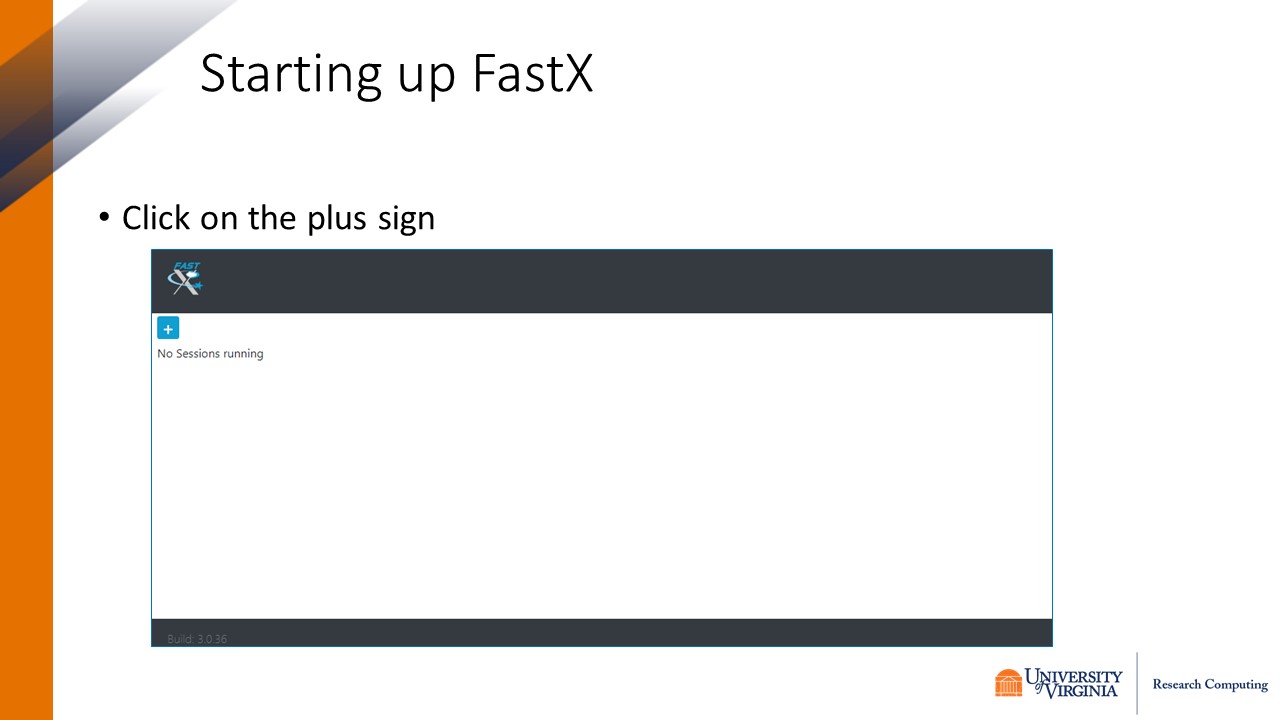 Starting up FastX
• Click on the plus sign
FAST
X
+
No Sessions running
Build: 3.0.36
UNIVERSITY
of VIRGINIA
Research Computing